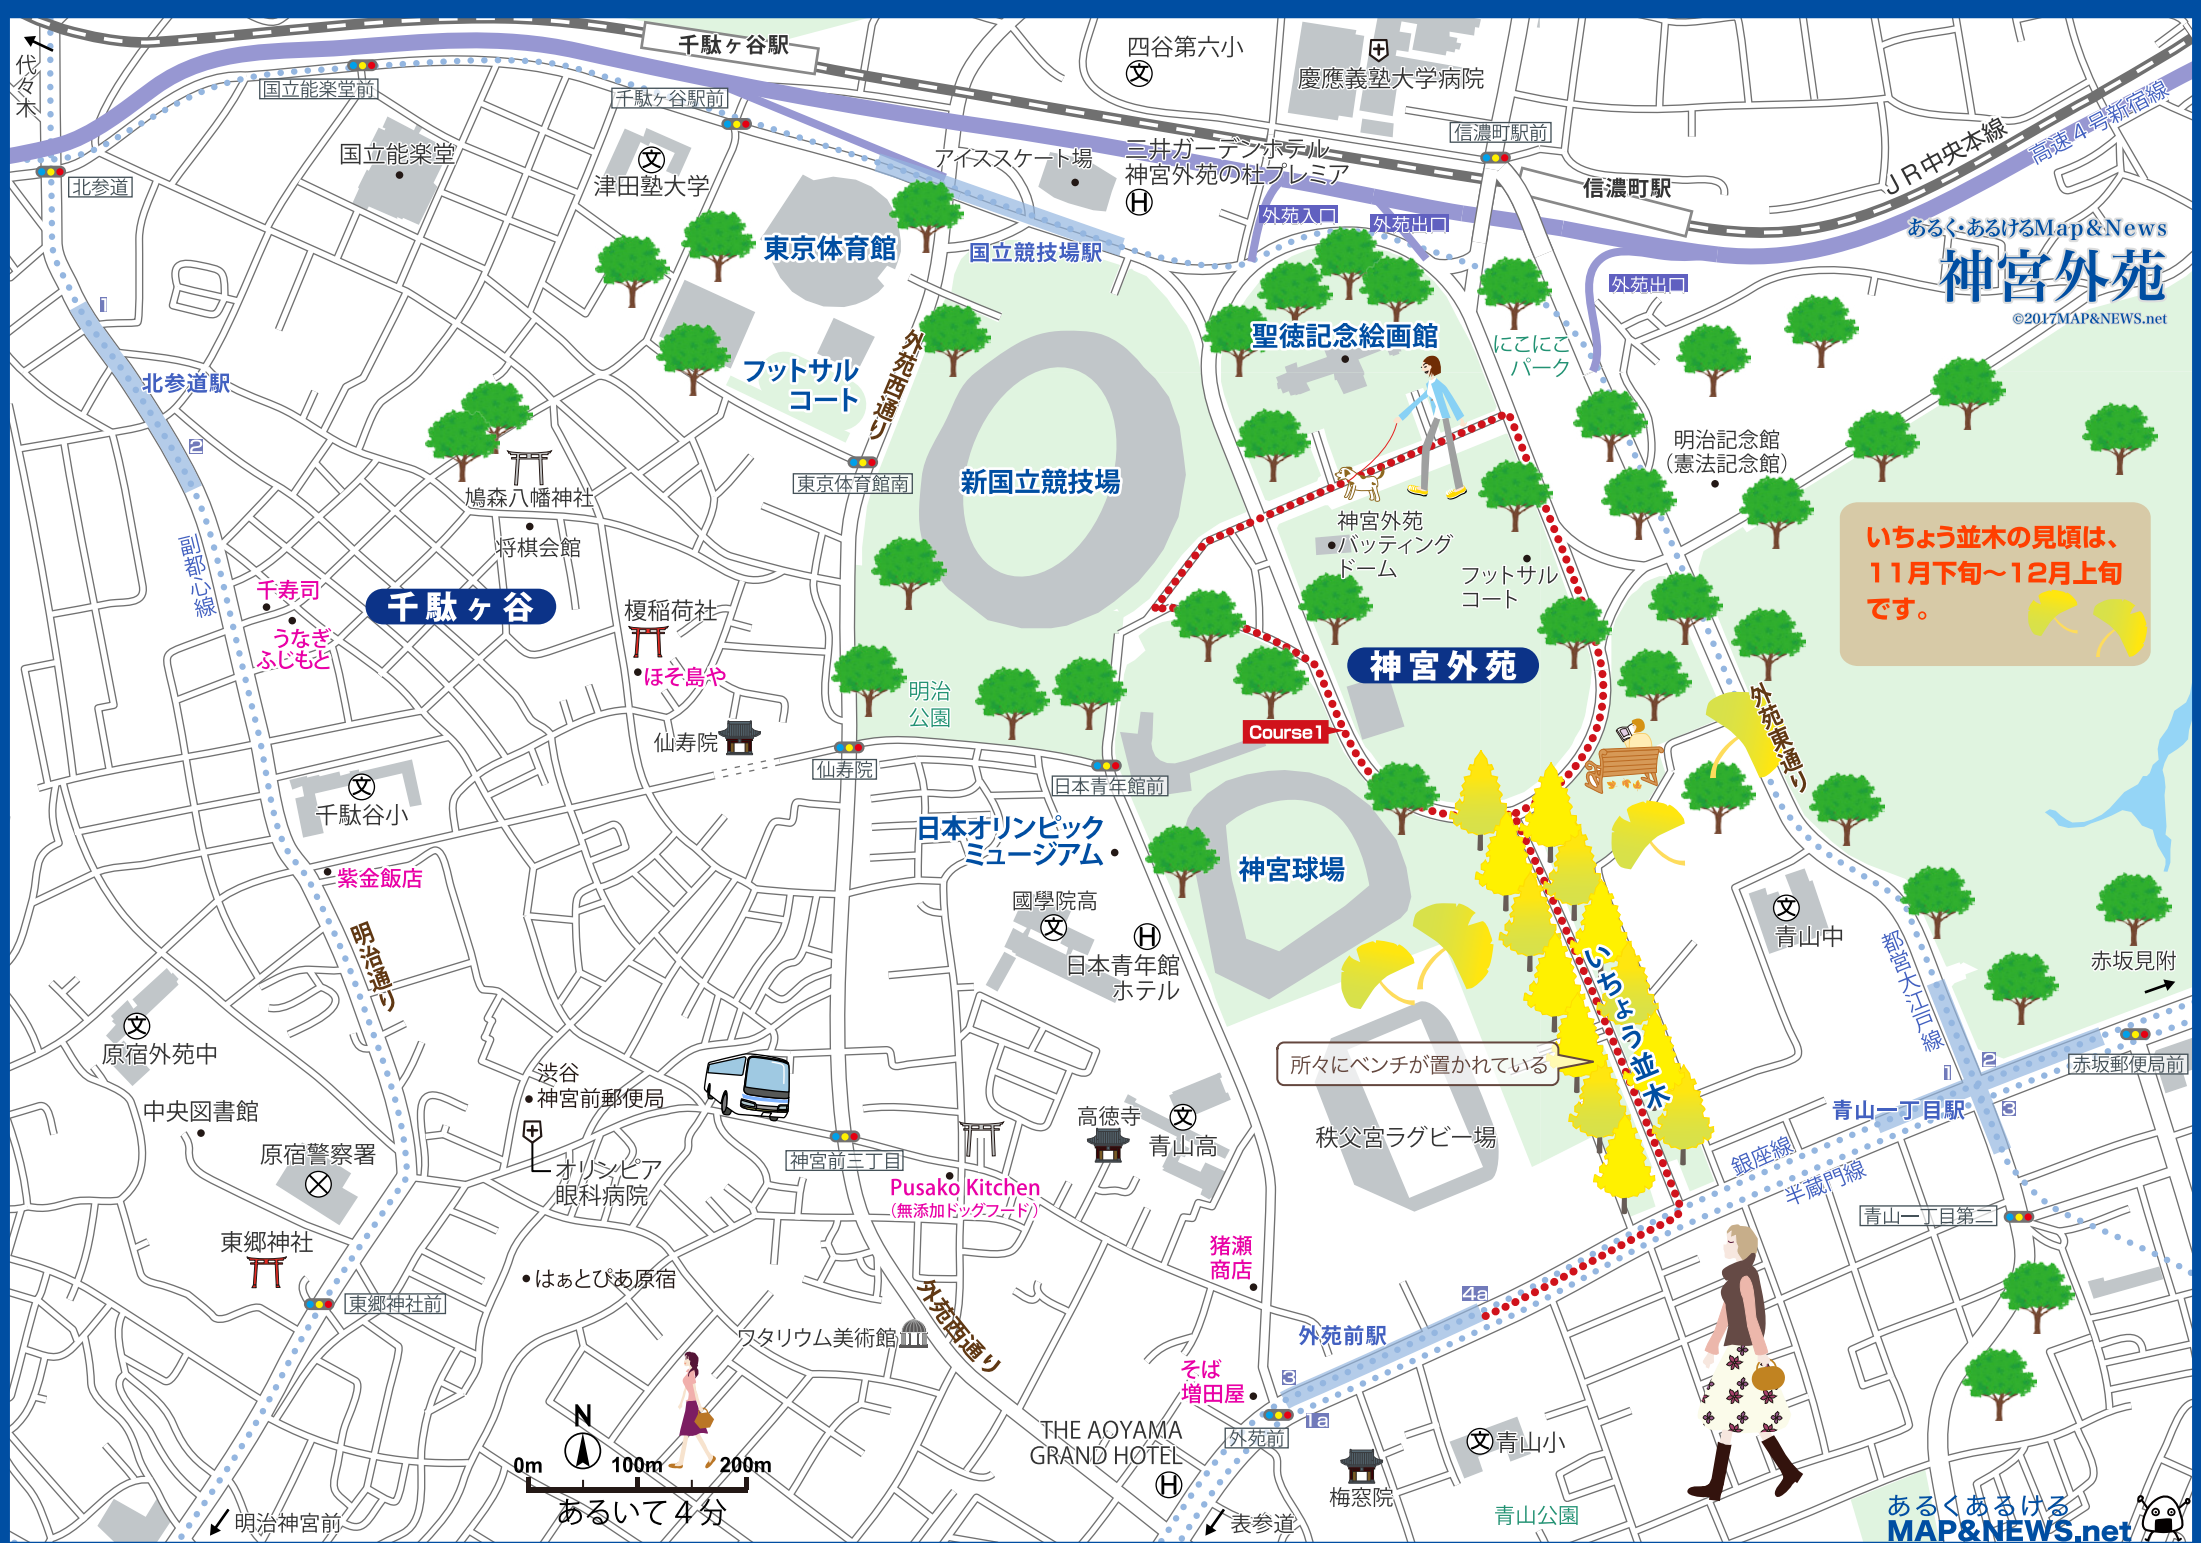 千駄ヶ谷駅
四谷第六小
文
慶應義塾大学病院
代々木
国立能楽堂前
千駄ヶ谷駅前
信濃町駅前
高速4号新宿線
JR中央本線
国立能楽堂
文
津田塾大学
アイススケート場
三井ガーデンホテル
神宮外苑の杜プレミア
H
信濃町駅
北参道
外苑入口
外苑出口
あるく・あるけるMap&News
神宮外苑
©2017MAP&NEWS.net
東京体育館
国立競技場駅
外苑出口
1
聖徳記念絵画館
にこにこ
パーク
北参道駅
フットサル
コート
外苑西通り
2
明治記念館
(憲法記念館)
東京体育館南
新国立競技場
鳩森八幡神社
将棋会館
神宮外苑
バッティング
ドーム
フットサル
コート
いちょう並木の見頃は、
11月下旬〜12月上旬
です。
副都心線
千寿司
うなぎ
ふじもと
千駄ヶ谷
榎稲荷社
ほそ島や
神宮外苑
明治
公園
Course1
外苑東通り
仙寿院
仙寿院
日本青年館前
文
千駄谷小
日本オリンピック
ミュージアム
神宮球場
紫金飯店
國學院高
文
H
日本青年館
ホテル
文
青山中
明治通り
いちょう並木
都営大江戸線
赤坂見附
文
原宿外苑中
所々にベンチが置かれている
2
1
3
赤坂郵便局前
渋谷
神宮前郵便局
中央図書館
高徳寺
文
青山高
秩父宮ラグビー場
青山一丁目駅
原宿警察署
オリンピア
眼科病院
神宮前三丁目
銀座線
半蔵門線
Pusako Kitchen
(無添加ドッグフード)
青山一丁目第二
東郷神社
猪瀬
商店
はぁとぴあ原宿
東郷神社前
4a
外苑西通り
ワタリウム美術館
外苑前駅
そば
増田屋
3
1a
外苑前
THE AOYAMA
GRAND HOTEL
H
文
青山小
N
0m
100m
200m
あるいて4分
梅窓院
青山公園
明治神宮前
表参道
あるくあるける
MAP&NEWS.net